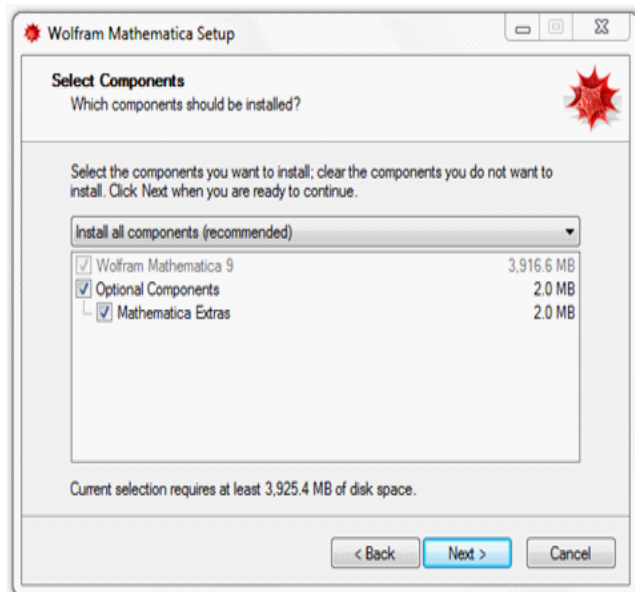 Wolfram Mathematica Setup
Select Components
Which components should be installed?
Select the components you want to install; clear the components you do not want to
install. Click Next when you are ready to continue.
Install all components (recommended)
Wolfram Mathematica 9 3,916.6 MB
Optional Components 2.0 MB
Mathematica Extras 2.0 MB
Current selection requires at least 3,925.4 MB of disk space.
< Back Next > Cancel